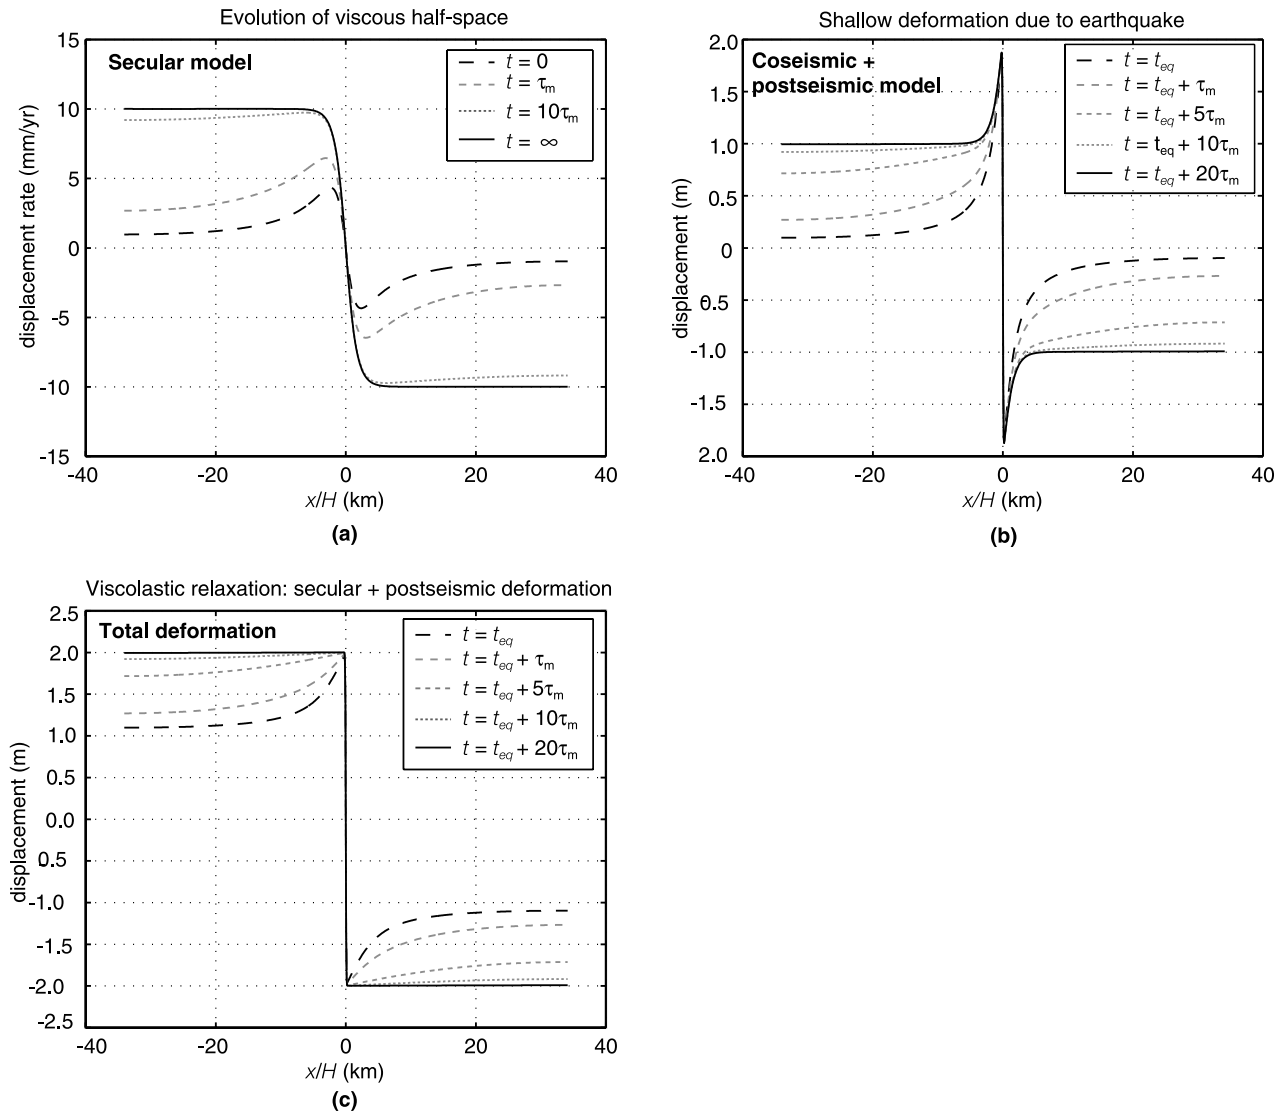 Evolution of viscous half-space
Secular model
t = 0
t = τm
t = 10τm
t = ∞
15
10
5
0
-5
-10
-15
displacement rate (mm/yr)
-40
-20
0
20
40
x/H (km)
(a)
Shallow deformation due to earthquake
Coseismic +
postseismic model
t = teq
t = teq + τm
t = teq + 5τm
t = teq + 10τm
t = teq + 20τm
2.0
1.5
1.0
0.5
0
0.5
-1.0
-1.5
2.0
displacement (m)
-40
-20
0
20
40
x/H (km)
(b)
Viscolastic relaxation: secular + postseismic deformation
Total deformation
t = teq
t = teq + τm
t = teq + 5τm
t = teq + 10τm
t = teq + 20τm
2.5
2.0
1.5
1.0
0.5
0.0
0.5
-1.0
-1.5
-2.0
-2.5
displacement (m)
-40
-20
0
20
40
x/H (km)
(c)